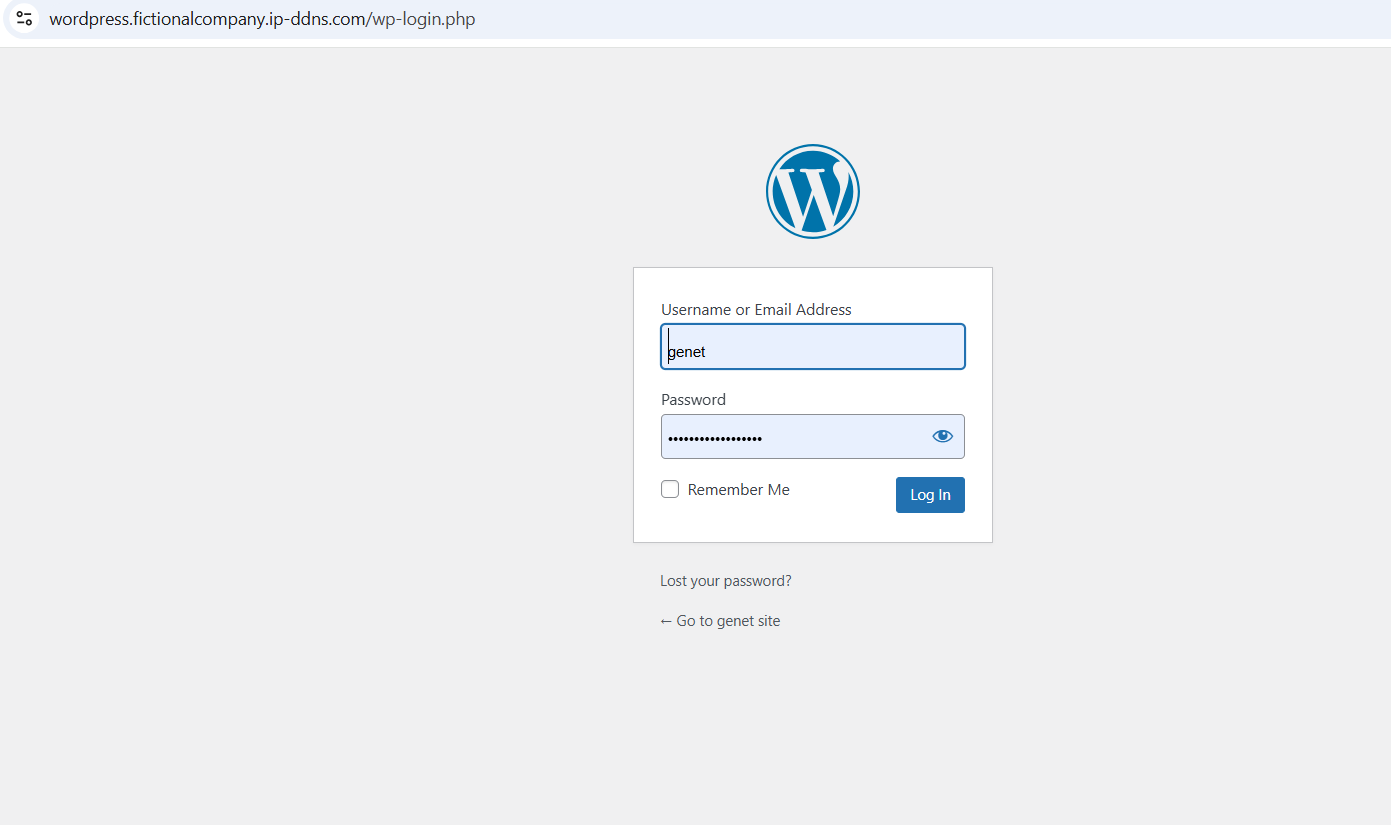 wordpress.fictionalcompany.ip-ddns.com/wp-login.php
Username or Email Address
genet
Password
••••••••••••••••••
Remember Me
Log In
Lost your password?
← Go to genet site